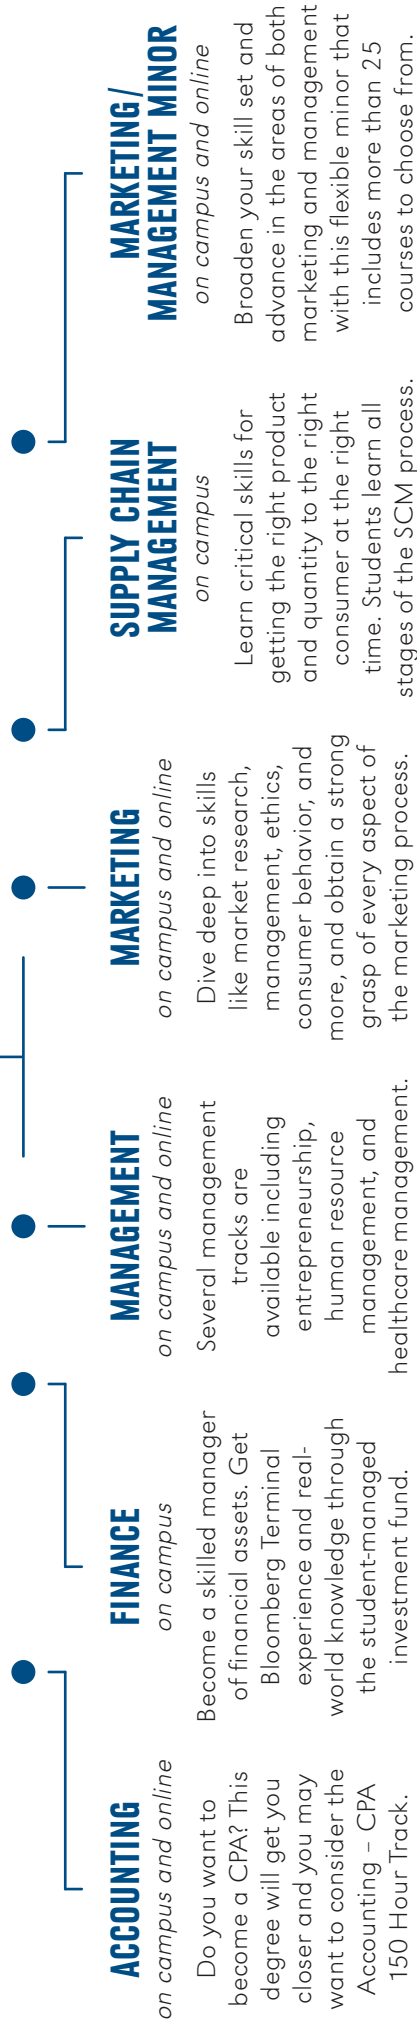 ACCOUNTING
on campus and online
Do you want to
become a CPA? This
degree will get you
closer and you may
want to consider the
Accounting – CPA
150 Hour Track.
FINANCE
on campus
Become a skilled manager
of financial assets. Get
Bloomberg Terminal
experience and real-
world knowledge through
the student-managed
investment fund.
MANAGEMENT
on campus and online
Several management
tracks are
available including
entrepreneurship,
human resource
management, and
healthcare management.
MARKETING
on campus and online
Dive deep into skills
like market research,
management, ethics,
consumer behavior, and
more, and obtain a strong
grasp of every aspect of
the marketing process.
SUPPLY CHAIN
MANAGEMENT
on campus
Learn critical skills for
getting the right product
and quantity to the right
consumer at the right
time. Students learn all
stages of the SCM process.
MARKETING/
MANAGEMENT MINOR
on campus and online
Broaden your skill set and
advance in the areas of both
marketing and management
with this flexible minor that
includes more than 25
courses to choose from.